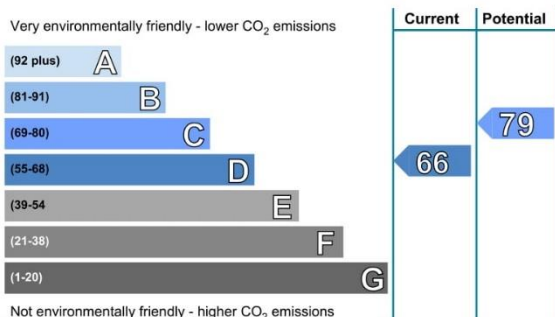 Very environmentally friendly - lower CO2 emissions
Current
Potential
(92 plus) A
(81-91) B
(69-80) C
79
(55-68) D
66
(39-54 E
(21-38) F
(1-20) G
Not environmentally friendly - higher CO2 emissions